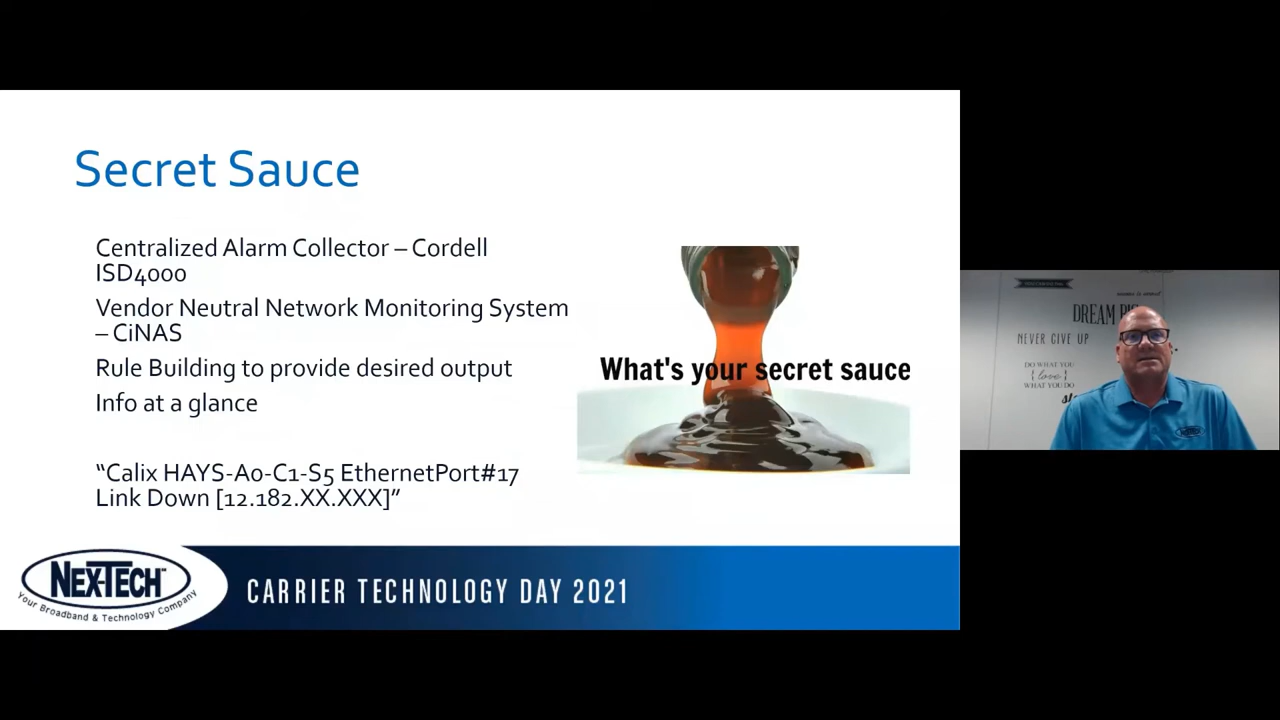 Secret Sauce
Centralized Alarm Collector – Cordell
ISD4000
Vendor Neutral Network Monitoring System
– CiNAS
Rule Building to provide desired output
Info at a glance
“Calix HAYS-A0-C1-S5 EthernetPort#17
Link Down [12.182.XX.XXX]”
What's your secret sauce
NEX-TECH™
Your Broadband & Technology Company
CARRIER TECHNOLOGY DAY 2021
DREAM
NEVER GIVE UP
DO WHAT YOU
{ love }
WHAT YOU DO
NEX-TECH